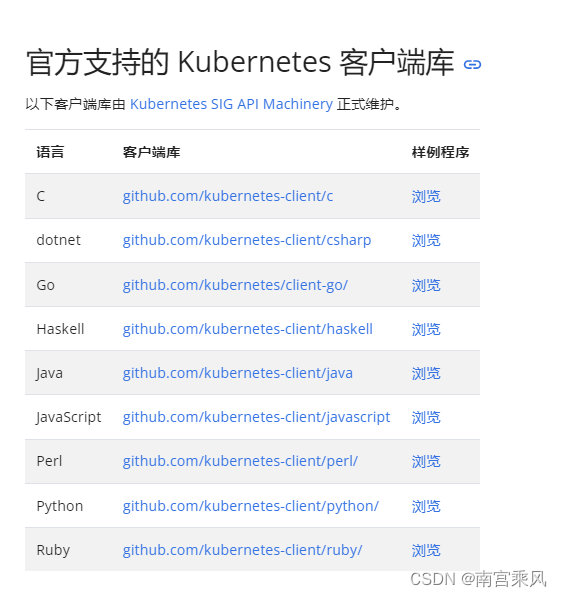 官方支持的 Kubernetes 客户端库
以下客户端库由 Kubernetes SIG API Machinery 正式维护。
语言 客户端库 样例程序
C github.com/kubernetes-client/c 浏览
dotnet github.com/kubernetes-client/csharp 浏览
Go github.com/kubernetes/client-go/ 浏览
Haskell github.com/kubernetes-client/haskell 浏览
Java github.com/kubernetes-client/java 浏览
JavaScript github.com/kubernetes-client/javascript 浏览
Perl github.com/kubernetes-client/perl/ 浏览
Python github.com/kubernetes-client/python/ 浏览
Ruby github.com/kubernetes-client/ruby/ 浏览
CSDN @南宫乘风